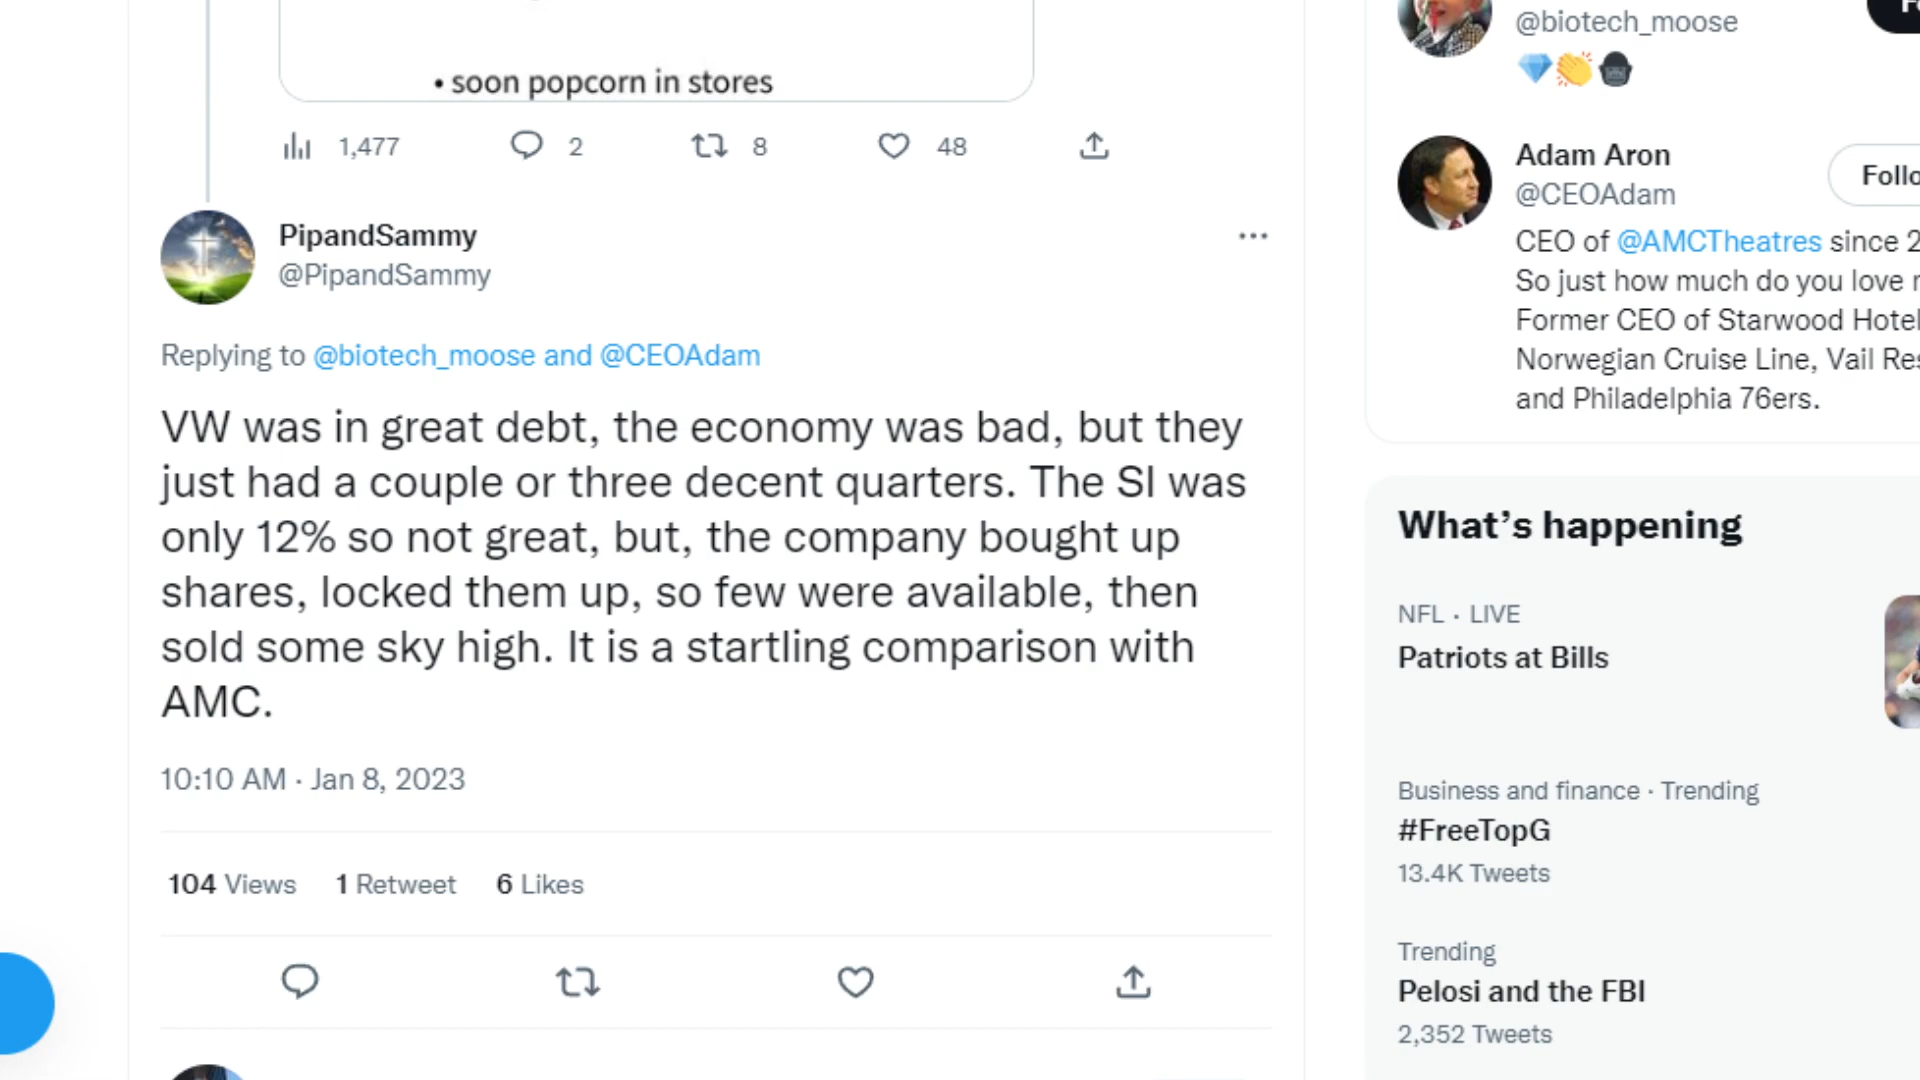 • soon popcorn in stores
1,477 2 8 48
PipandSammy
@PipandSammy
Replying to @biotech_moose and @CEOAdam
VW was in great debt, the economy was bad, but they
just had a couple or three decent quarters. The SI was
only 12% so not great, but, the company bought up
shares, locked them up, so few were available, then
sold some sky high. It is a startling comparison with
AMC.
10:10 AM · Jan 8, 2023
104 Views 1 Retweet 6 Likes
@biotech_moose
Adam Aron
@CEOAdam
Follo
CEO of @AMCTheatres since 2
So just how much do you love
Former CEO of Starwood Hotel
Norwegian Cruise Line, Vail Res
and Philadelphia 76ers.
What's happening
NFL · LIVE
Patriots at Bills
Business and finance · Trending
#FreeTopG
13.4K Tweets
Trending
Pelosi and the FBI
2,352 Tweets